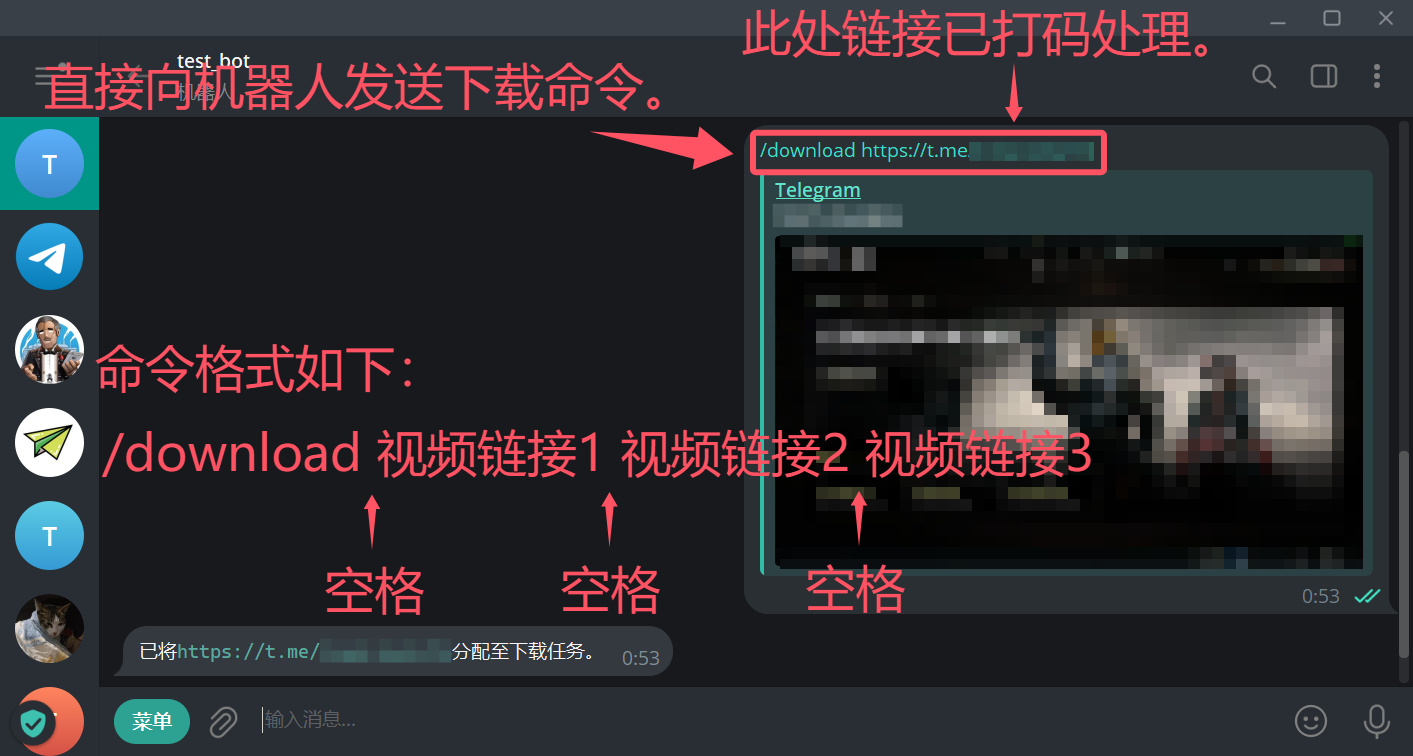 此处链接已打码处理。
test_bot
机器人
直接向机器人发送下载命令。
T
/download https://t.me
Telegram
命令格式如下：
/download 视频链接1 视频链接2 视频链接3
空格 空格 空格
T
0:53
已将https://t.me/
分配至下载任务。
0:53
菜单
输入消息...